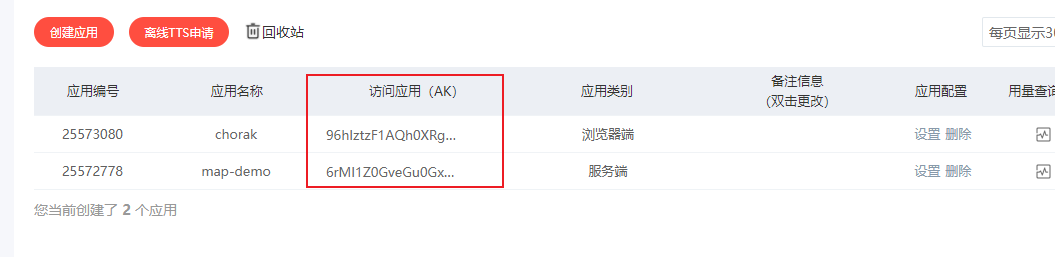 创建应用 离线TTS申请 回收站 每页显示30
应用编号 应用名称 访问应用（AK） 应用类别 备注信息 应用配置 用量查询
(双击更改)
25573080 chorak 96hIztzF1AQh0XRg... 浏览器端 设置 删除
25572778 map-demo 6rMI1Z0GveGu0Gx... 服务端 设置 删除
您当前创建了 2 个应用